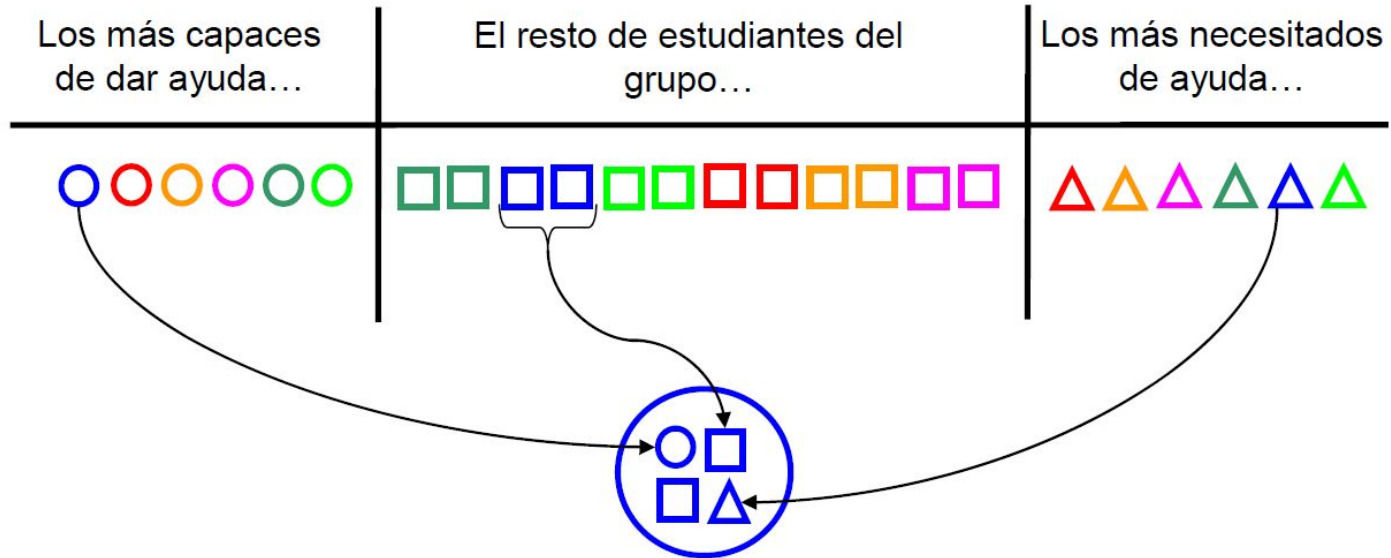 Los más capaces
de dar ayuda…
El resto de estudiantes del
grupo…
Los más necesitados
de ayuda…